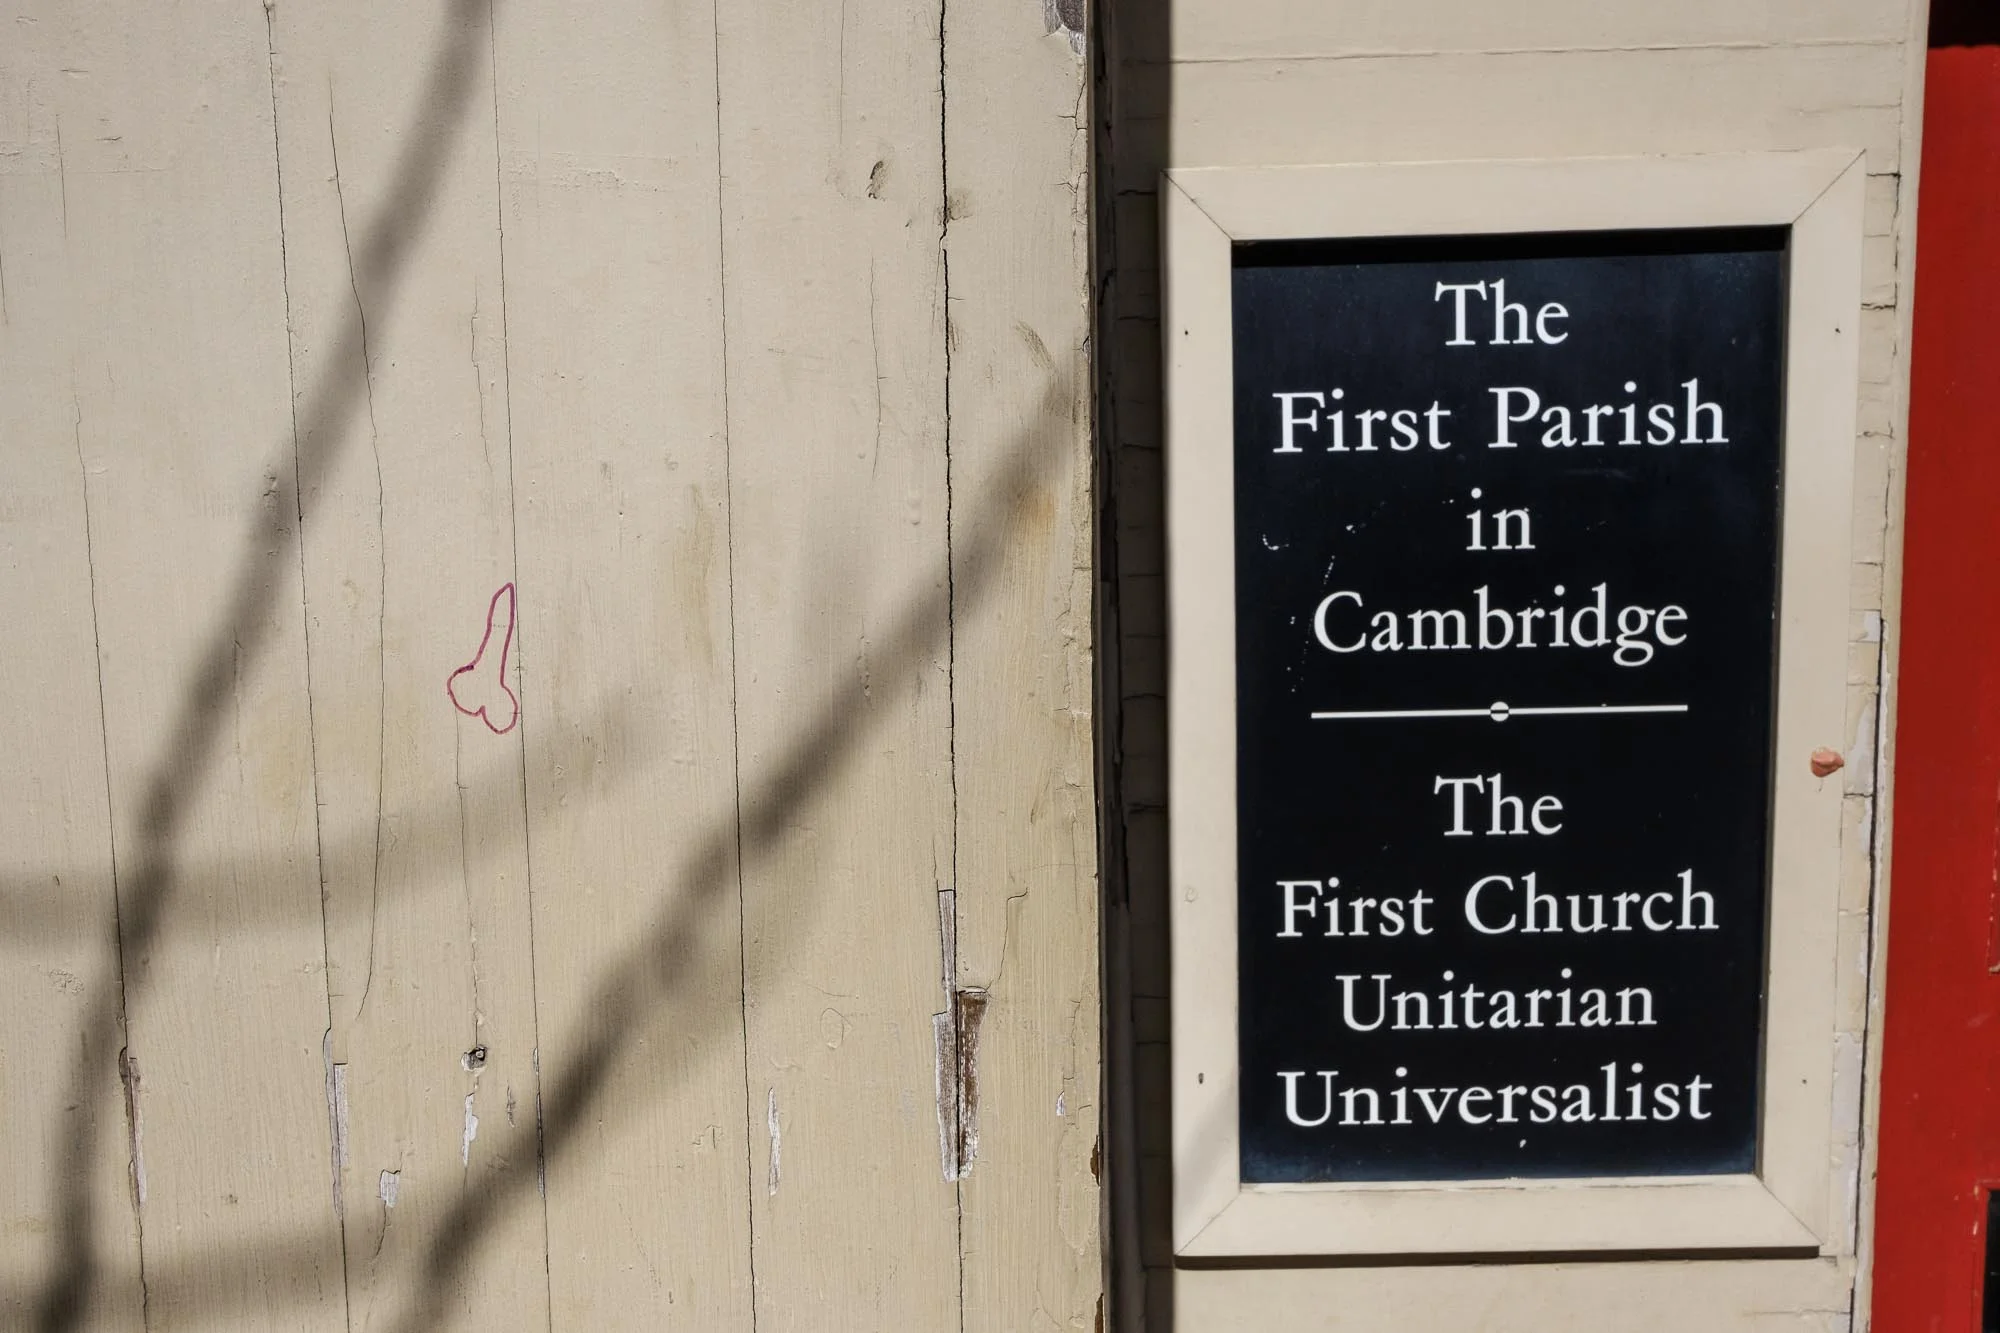 The
First Parish
in
Cambridge
The
First Church
Unitarian
Universalist